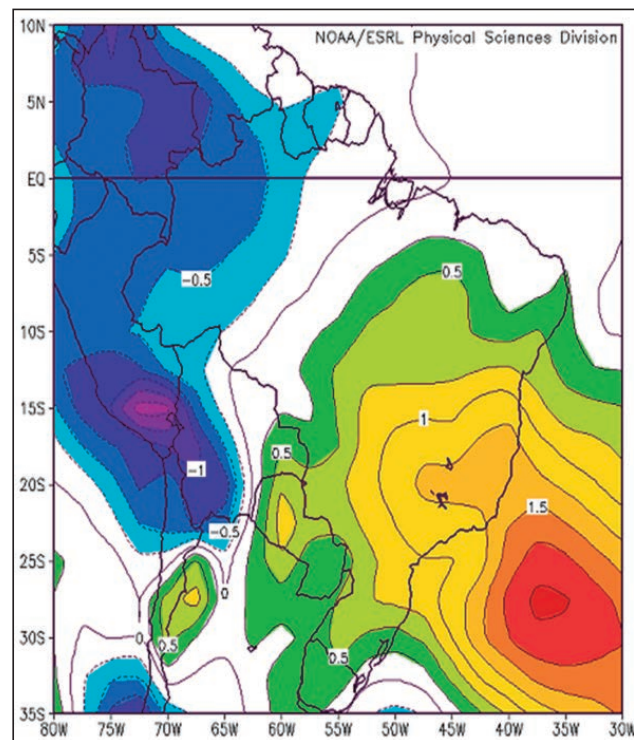 NOAA/ESRL Physical Sciences Division
10N
5N
EQ
5S
10S
15S
20S
25S
30S
35S
-0.5
0.5
1
0.5
-1
1.5
-0.5
0
0
0.5
0.5
80W 75W 70W 65W 60W 55W 50W 45W 40W 35W 30W